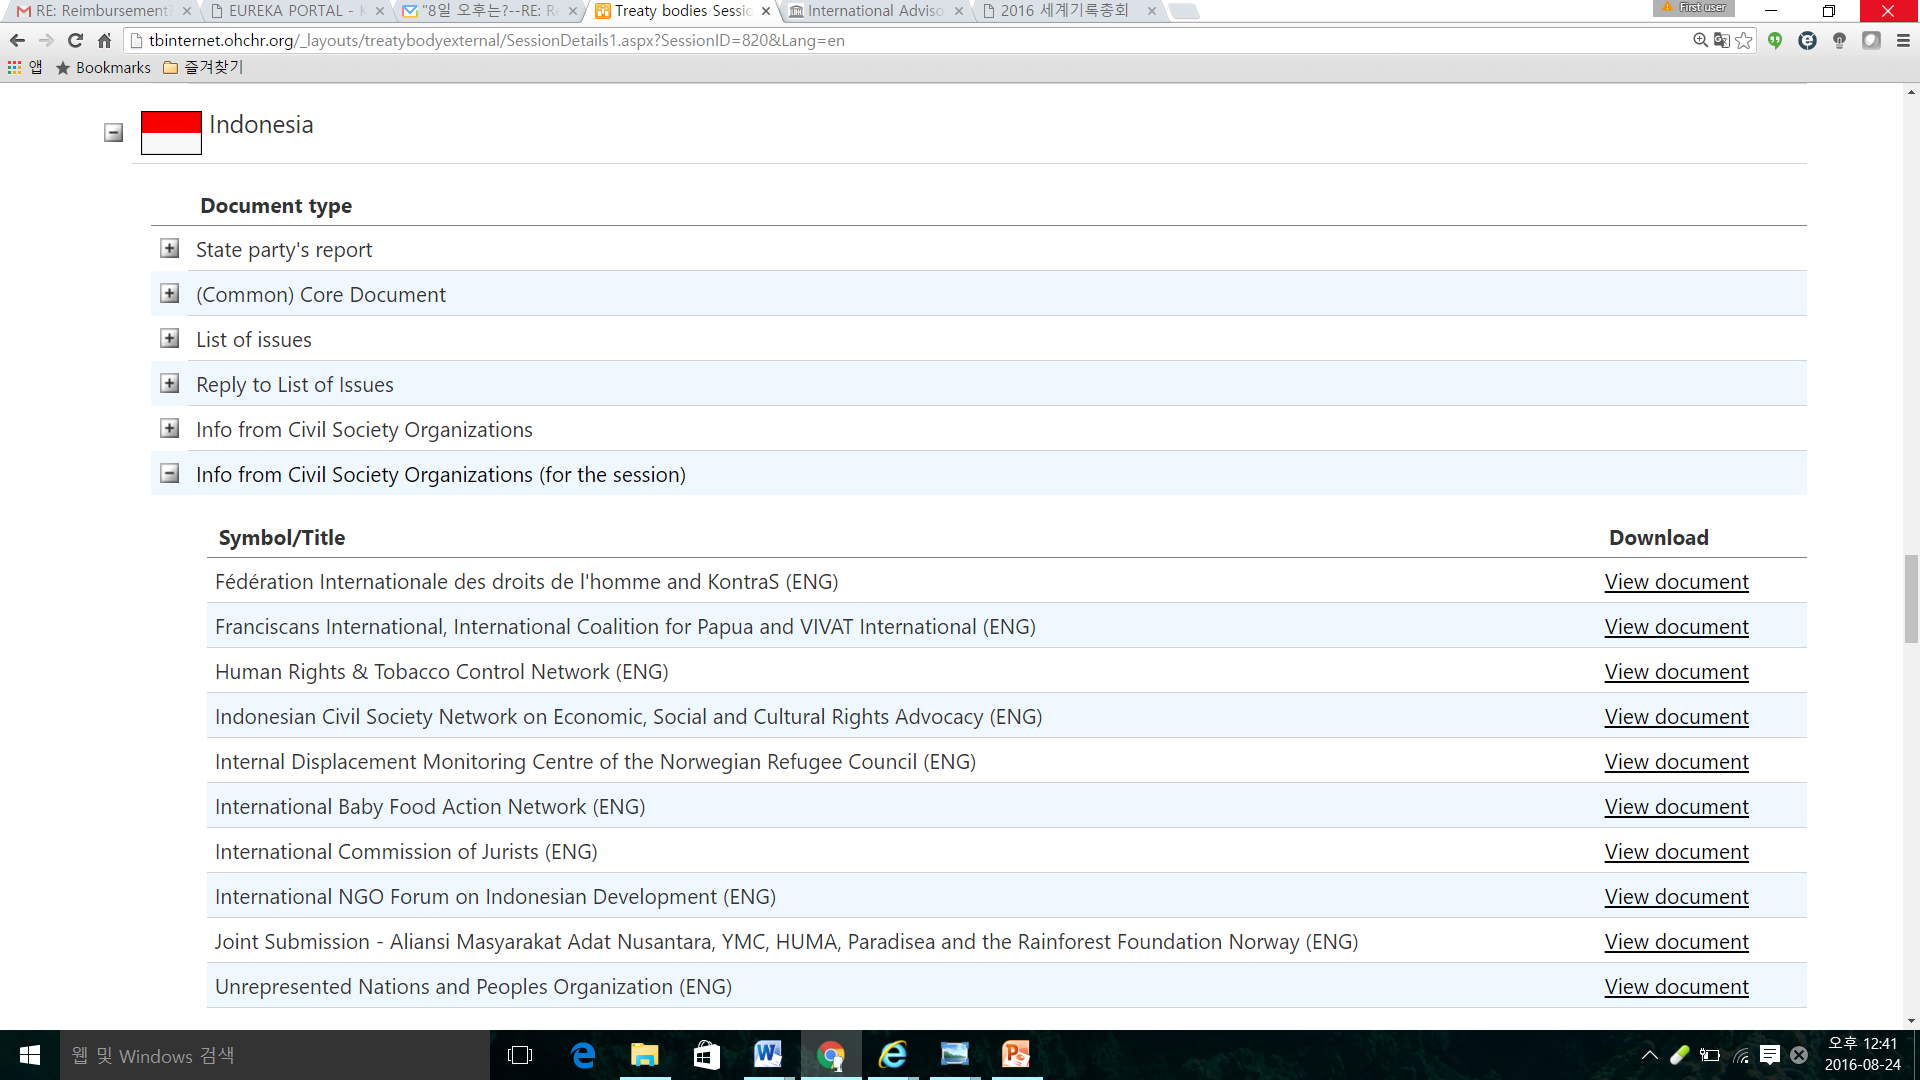 RE: Reimbursement?
EUREKA PORTAL - K
"8일 오후는?--RE: R
Treaty bodies Sessio
International Adviso
2016 세계기록총회
First user
tbinternet.ohchr.org/_layouts/treatybodyexternal/SessionDetails1.aspx?SessionID=820&Lang=en
앱 Bookmarks 즐겨찾기
Indonesia
Document type
State party's report
(Common) Core Document
List of issues
Reply to List of Issues
Info from Civil Society Organizations
Info from Civil Society Organizations (for the session)
Symbol/Title Download
Fédération Internationale des droits de l'homme and KontraS (ENG) View document
Franciscans International, International Coalition for Papua and VIVAT International (ENG) View document
Human Rights & Tobacco Control Network (ENG) View document
Indonesian Civil Society Network on Economic, Social and Cultural Rights Advocacy (ENG) View document
Internal Displacement Monitoring Centre of the Norwegian Refugee Council (ENG) View document
International Baby Food Action Network (ENG) View document
International Commission of Jurists (ENG) View document
International NGO Forum on Indonesian Development (ENG) View document
Joint Submission - Aliansi Masyarakat Adat Nusantara, YMC, HUMA, Paradisea and the Rainforest Foundation Norway (ENG) View document
Unrepresented Nations and Peoples Organization (ENG) View document
웹 및 Windows 검색
오후 12:41
2016-08-24